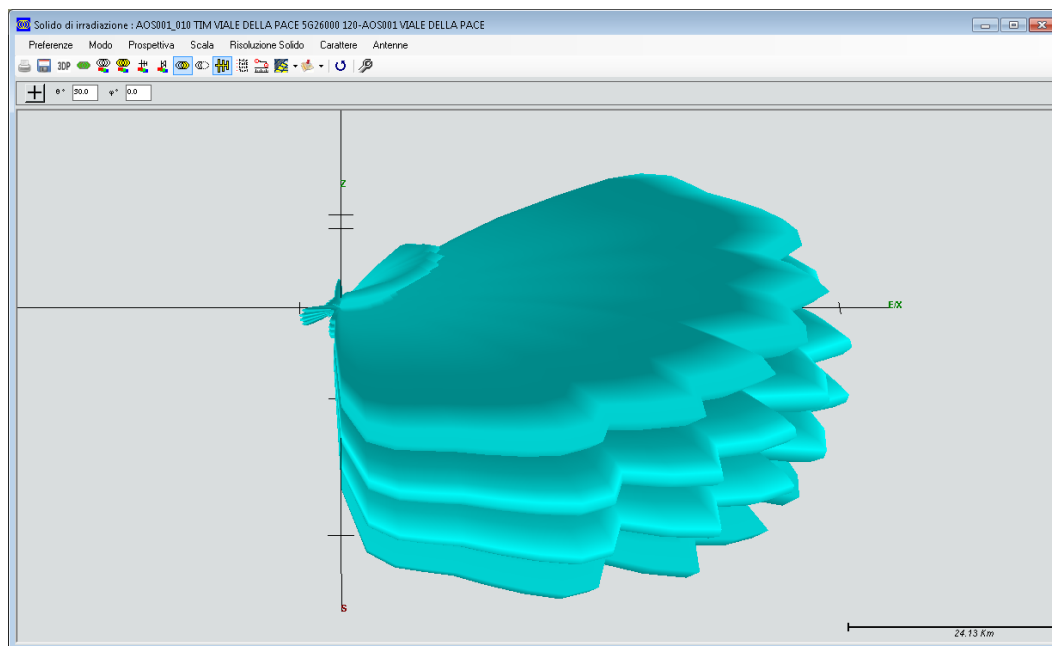 Solido di irradiazione : AOS001_010 TIM VIALE DELLA PACE 5G26000 120-AOS001 VIALE DELLA PACE
Preferenze Modo Prospettiva Scala Risoluzione Solido Carattere Antenne
3DP
θ° 30.0 φ° 0.0
Z
E/X
S
24.13 Km